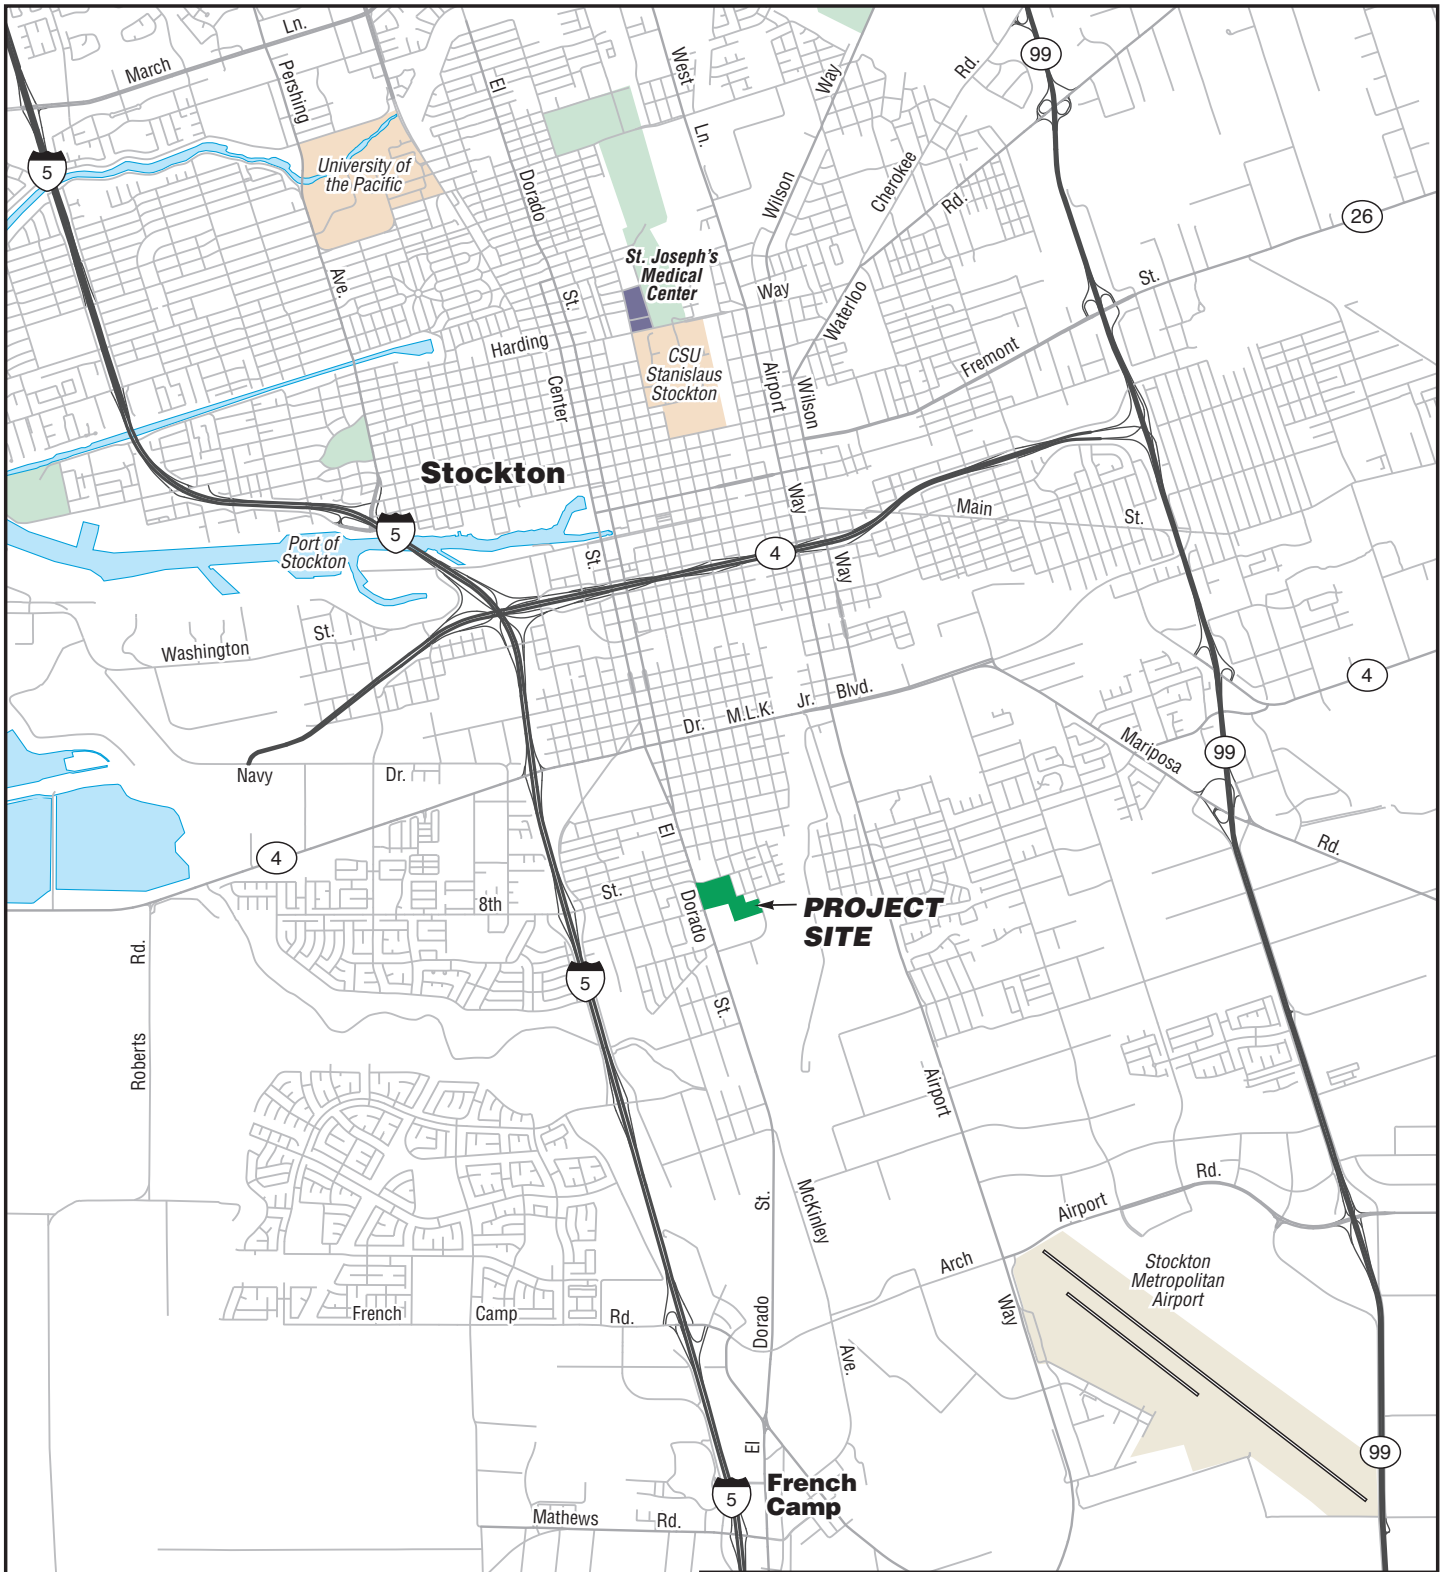 Ln.
March
Pershing
El
West
Way
Rd.
99
5
University of
the Pacific
Ln.
Dorado
Wilson
Cherokee
Rd.
26
St. Joseph's
Medical
Center
Ave.
St.
Way
Waterloo
St.
Harding
CSU
Stanislaus
Stockton
Fremont
Center
Airport
Wilson
Stockton
Way
Main
St.
5
Port of
Stockton
St.
4
Way
Washington
St.
4
Dr. M.L.K. Jr. Blvd.
Mariposa
99
Navy
Dr.
El
4
Rd.
St.
8th
Dorado
PROJECT
SITE
Rd.
5
St.
Roberts
Airport
Rd.
St.
McKinley
Airport
Arch
Stockton
Metropolitan
Airport
French
Camp
Rd.
Dorado
Way
Ave.
El
99
French
Camp
5
Mathews
Rd.